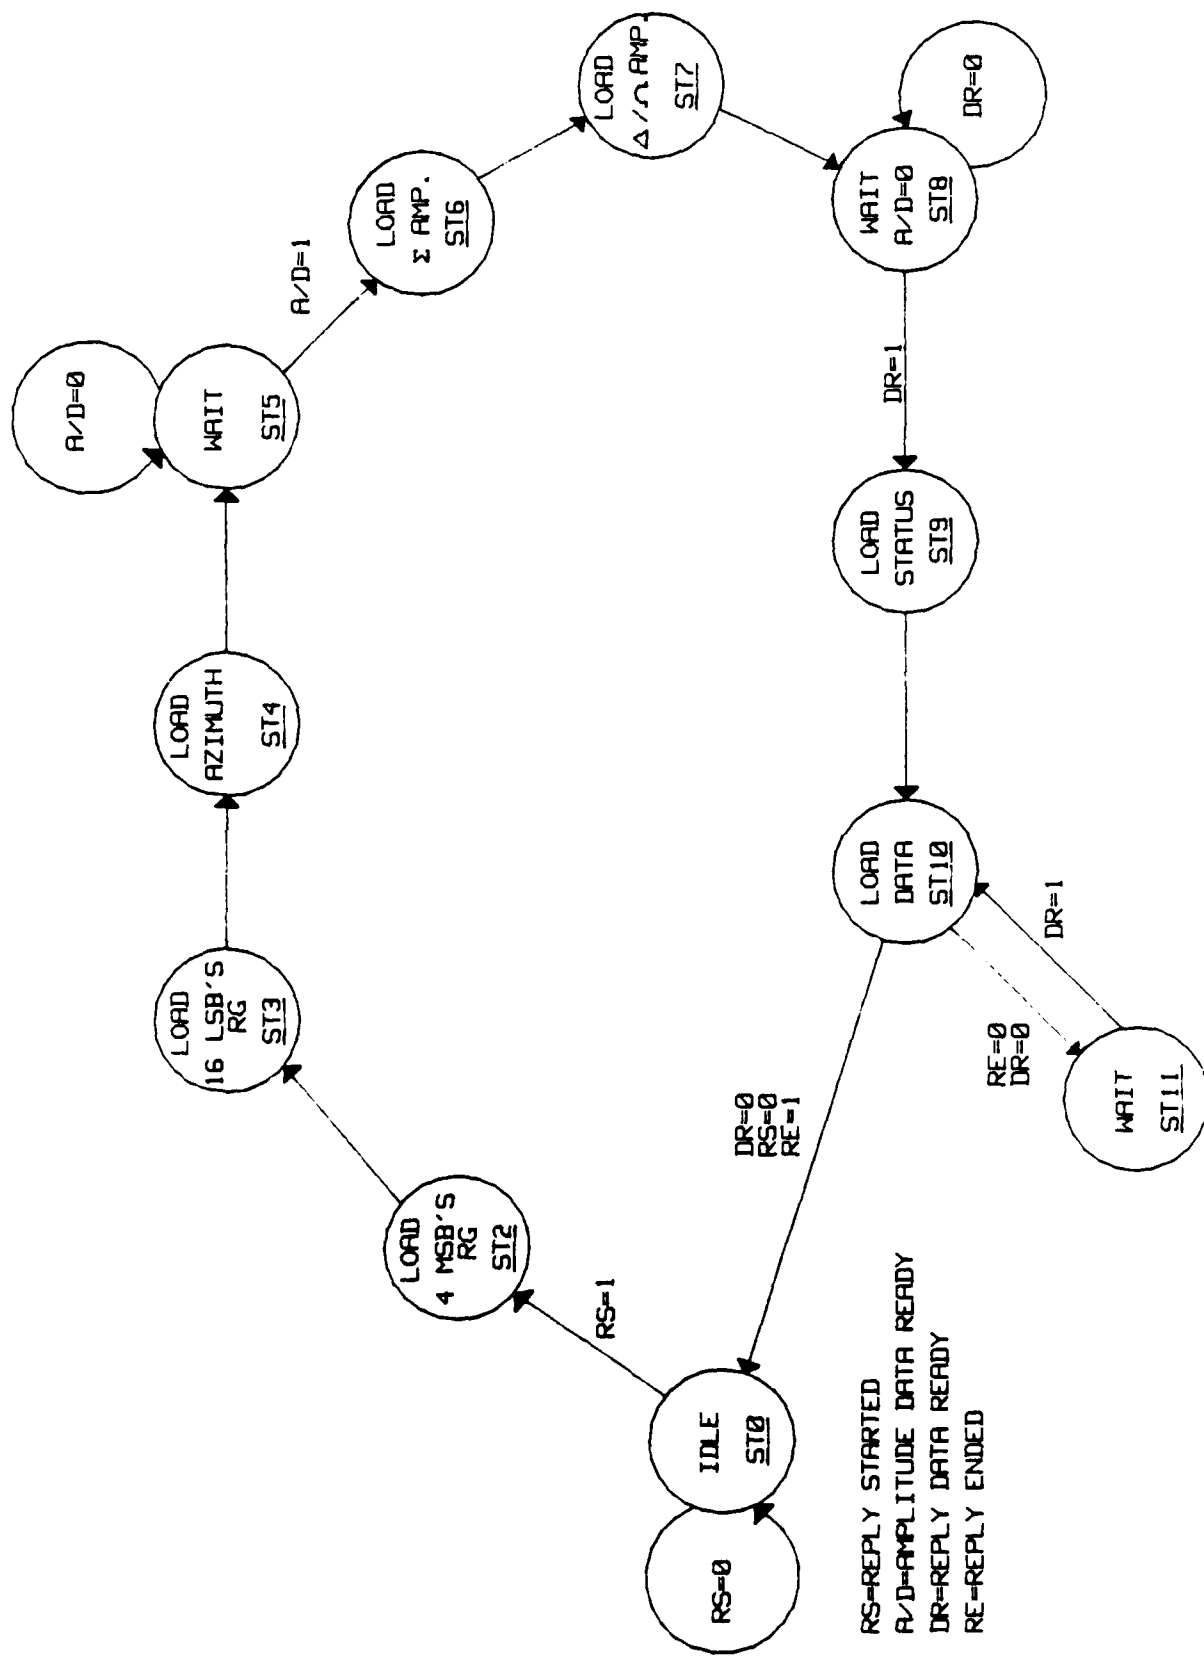 RS=0
IDLE
ST0
RS=1
LOAD
4 MSB'S
RG
ST2
LOAD
16 LSB'S
RG
ST3
LOAD
AZIMUTH
ST4
A/D=0
WAIT
ST5
A/D=1
LOAD
Σ AMP.
ST6
LOAD
Δ/Ω AMP.
ST7
WAIT
A/D=0
ST8
DR=0
DR=1
LOAD
STATUS
ST9
LOAD
DATA
ST10
DR=0
RS=0
RE=1
RE=0
DR=0
DR=1
WAIT
ST11
RS=REPLY STARTED
A/D=AMPLITUDE DATA READY
DR=REPLY DATA READY
RE=REPLY ENDED